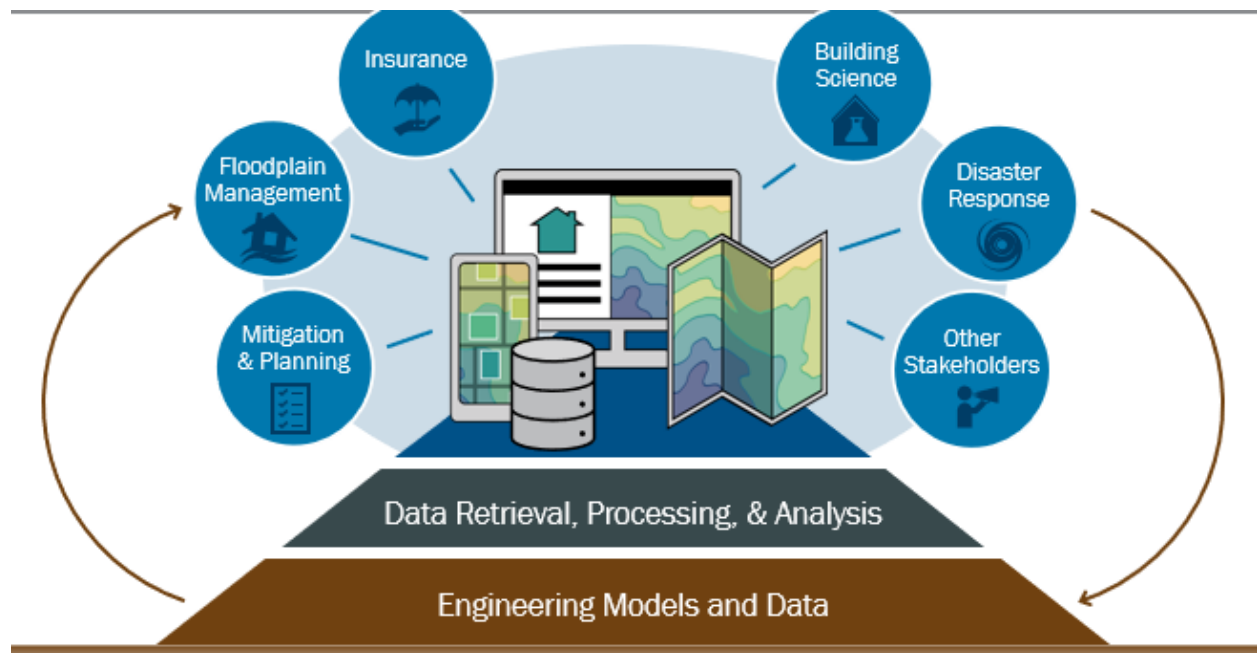 Insurance
Building
Science
Floodplain
Management
Disaster
Response
Mitigation
& Planning
Other
Stakeholders
Data Retrieval, Processing, & Analysis
Engineering Models and Data